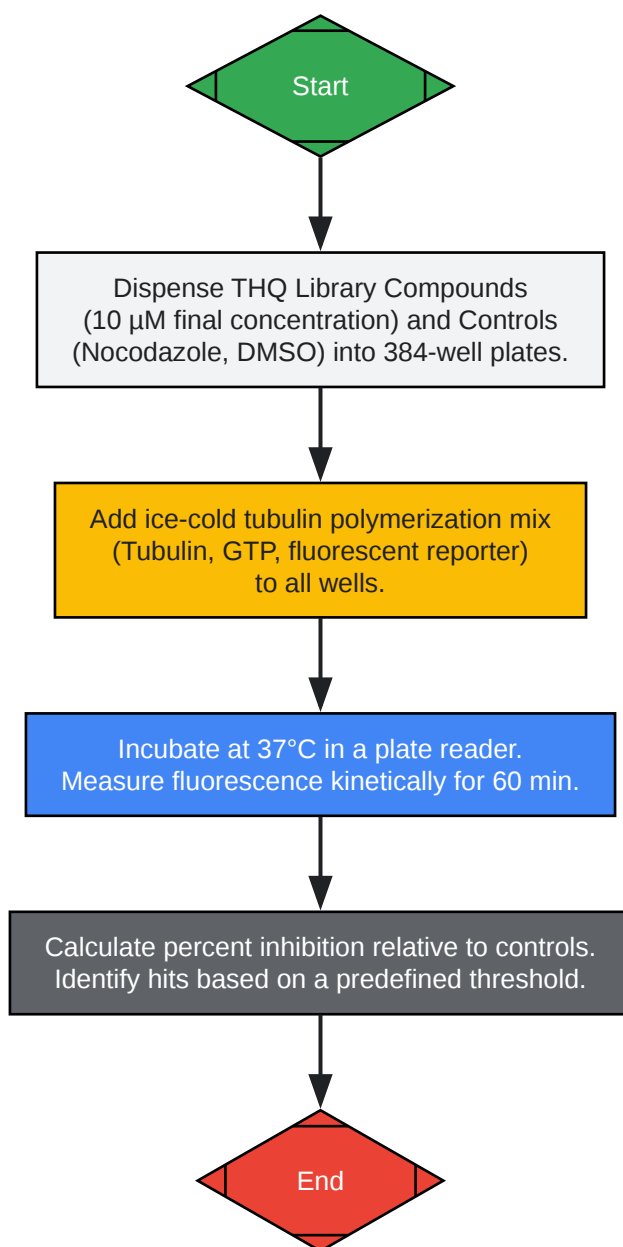 Start
Dispense THQ Library Compounds
(10 µM final concentration) and Controls
(Nocodazole, DMSO) into 384-well plates.
Add ice-cold tubulin polymerization mix
(Tubulin, GTP, fluorescent reporter)
to all wells.
Incubate at 37°C in a plate reader.
Measure fluorescence kinetically for 60 min.
Calculate percent inhibition relative to controls.
Identify hits based on a predefined threshold.
End